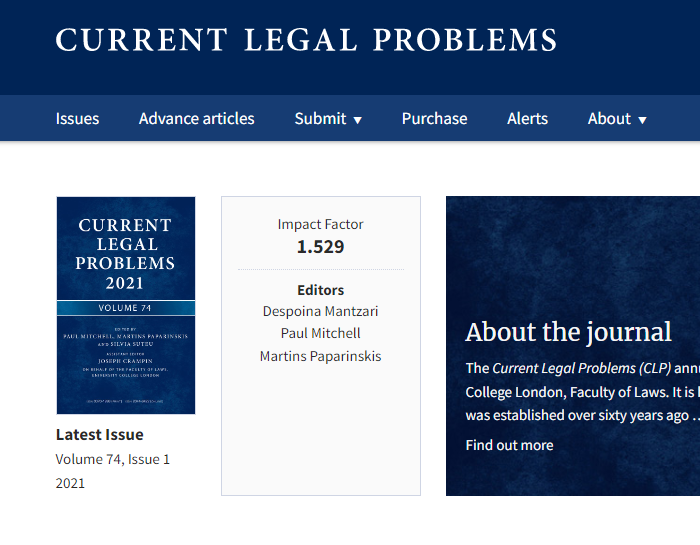 CURRENT LEGAL PROBLEMS
Issues
Advance articles
Submit ▼
Purchase
Alerts
About ▼
CURRENT
LEGAL
PROBLEMS
2021
VOLUME 74
EDITED BY
PAUL MITCHELL, MARTINS PAPARINSKIS
AND SILVIA SUTEU
ASSISTANT EDITOR
JOSEPH CRAMPIN
ON BEHALF OF THE FACULTY OF LAWS,
UNIVERSITY COLLEGE LONDON
Latest Issue
Volume 74, Issue 1
2021
Impact Factor
1.529
Editors
Despoina Mantzari
Paul Mitchell
Martins Paparinskis
About the journal
The Current Legal Problems (CLP) annu
College London, Faculty of Laws. It is
was established over sixty years ago ..
Find out more